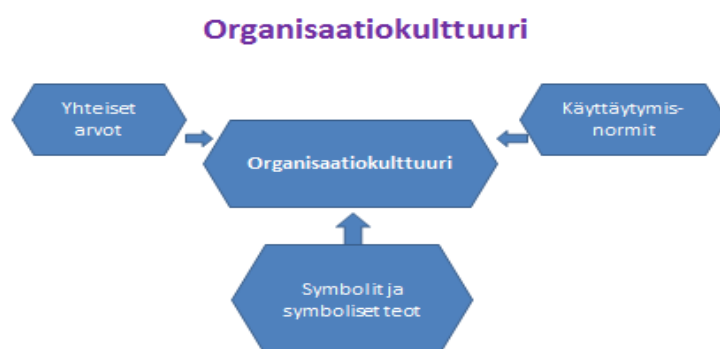 Organisaatiokulttuuri
Yhteiset
arvot
Käyttäytymis-
normit
Organisaatiokulttuuri
Symbolit ja
symboliset teot